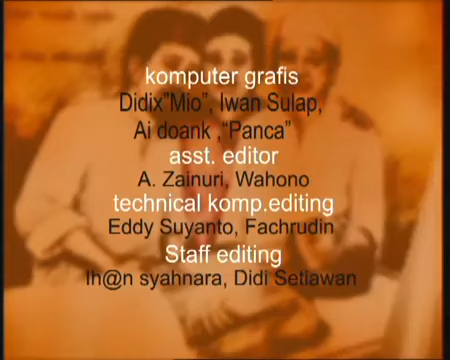 komputer grafis
Didix"Mio", Iwan Sulap,
Ai doank ,"Panca"
asst. editor
A. Zainuri, Wahono
technical komp.editing
Eddy Suyanto, Fachrudin
Staff editing
Ih@n syahnara, Didi Setiawan